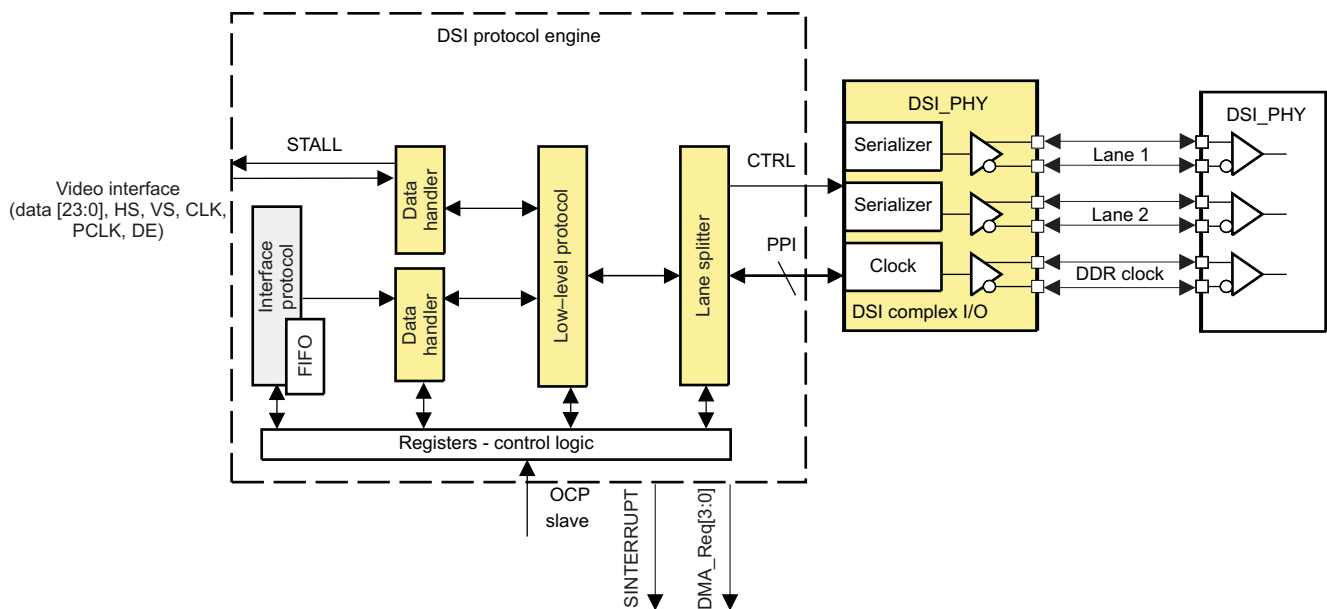 DSI protocol engine
STALL
Video interface
(data [23:0], HS, VS, CLK,
PCLK, DE)
Interface
protocol
FIFO
Data
handler
Data
handler
Low–level protocol
Lane splitter
CTRL
PPI
Registers - control logic
OCP
slave
SINTERRUPT
DMA_Req[3:0]
DSI_PHY
Serializer
Serializer
Clock
DSI complex I/O
Lane 1
Lane 2
DDR clock
DSI_PHY